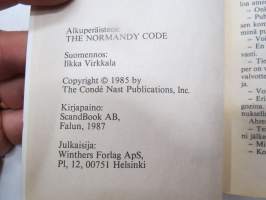 Alkuperäisteos:
THE NORMANDY CODE
Suomennos:
Ilkka Virkkala
Copyright © 1985 by
The Condé Nast Publications, Inc.
Kirjapaino:
ScandBook AB,
Falun, 1987
Julkaisija:
Winthers Forlag ApS,
Pl, 12, 00751 Helsinki